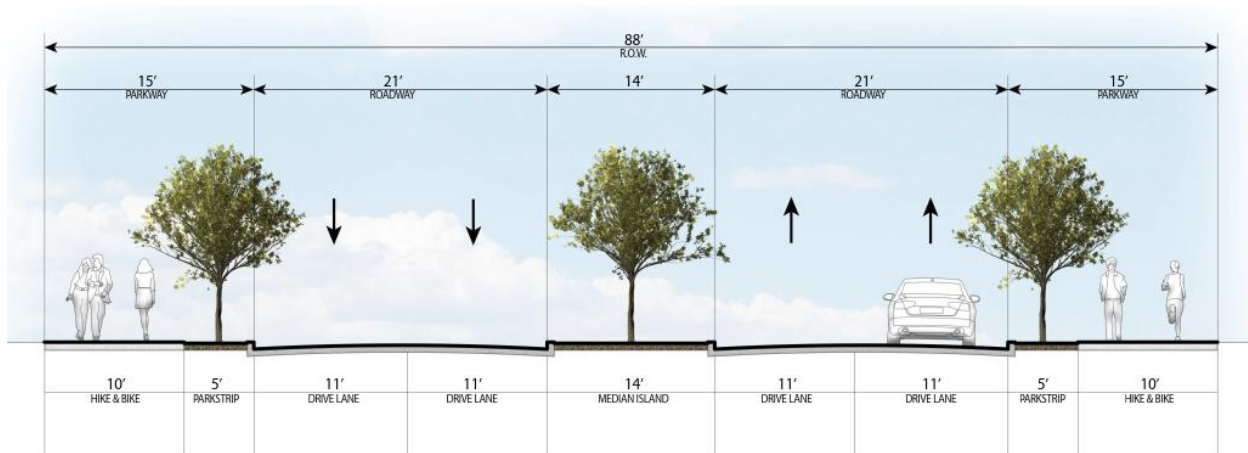 88’
R.O.W.
15’
PARKWAY
21’
ROADWAY
14’
21’
ROADWAY
15’
PARKWAY
10’
HIKE & BIKE
5’
PARKSTRIP
11’
DRIVE LANE
11’
DRIVE LANE
14’
MEDIAN ISLAND
11’
DRIVE LANE
11’
DRIVE LANE
5’
PARKSTRIP
10’
HIKE & BIKE